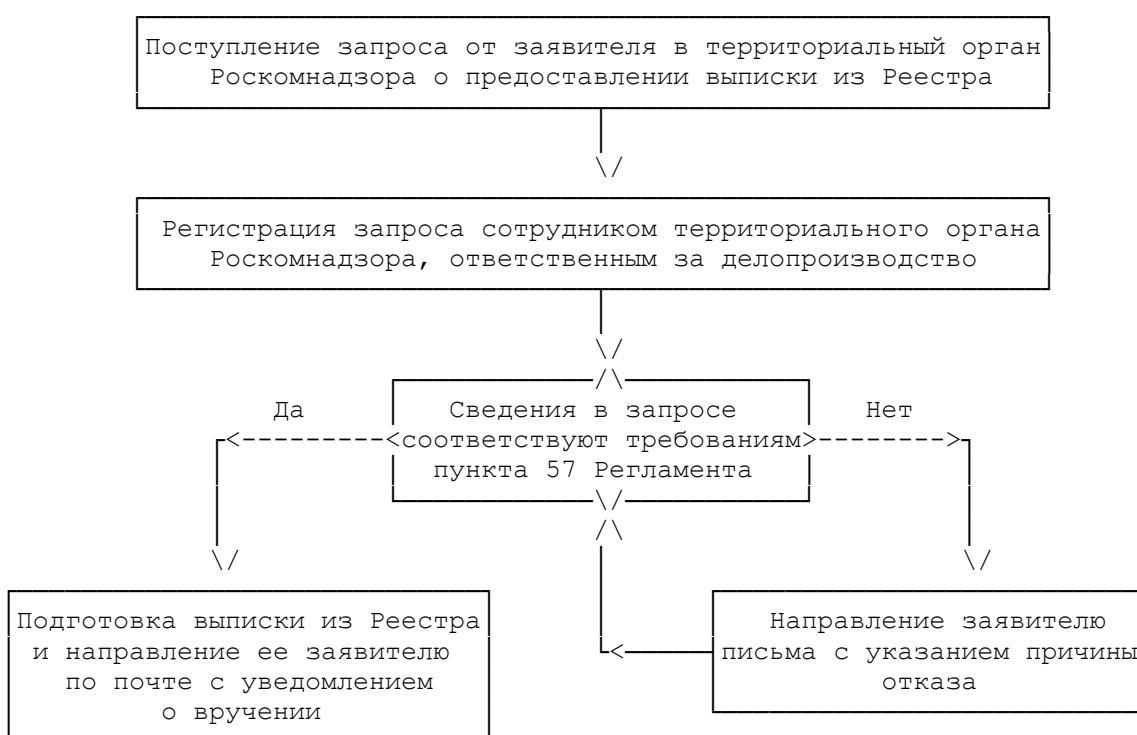 Поступление запроса от заявителя в территориальный орган
Роскомнадзора о предоставлении выписки из Реестра
Регистрация запроса сотрудником территориального органа
Роскомнадзора, ответственным за делопроизводство
Да
Сведения в запросе
Нет
соответствуют требованиям
пункта 57 Регламента
Подготовка выписки из Реестра
и направление ее заявителю
по почте с уведомлением
о вручении
Направление заявителю
письма с указанием причины
отказа